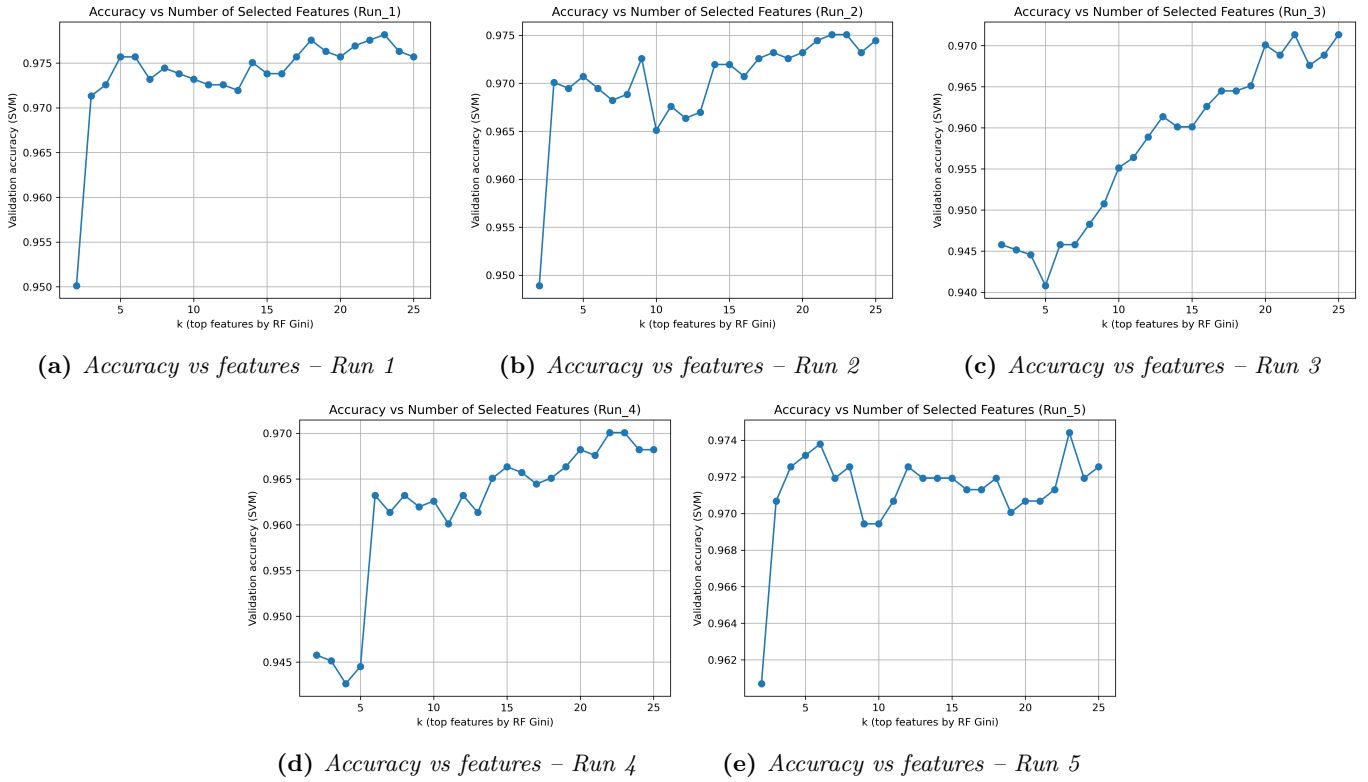 Accuracy vs Number of Selected Features (Run_1)
Validation accuracy (SVM)
0.975
0.970
0.965
0.960
0.955
0.950
5 10 15 20 25
k (top features by RF Gini)
(a) Accuracy vs features – Run 1
Accuracy vs Number of Selected Features (Run_2)
Validation accuracy (SVM)
0.975
0.970
0.965
0.960
0.955
0.950
5 10 15 20 25
k (top features by RF Gini)
(b) Accuracy vs features – Run 2
Accuracy vs Number of Selected Features (Run_3)
Validation accuracy (SVM)
0.970
0.965
0.960
0.955
0.950
0.945
0.940
5 10 15 20 25
k (top features by RF Gini)
(c) Accuracy vs features – Run 3
Accuracy vs Number of Selected Features (Run_4)
Validation accuracy (SVM)
0.970
0.965
0.960
0.955
0.950
0.945
5 10 15 20 25
k (top features by RF Gini)
(d) Accuracy vs features – Run 4
Accuracy vs Number of Selected Features (Run_5)
Validation accuracy (SVM)
0.974
0.972
0.970
0.968
0.966
0.964
0.962
5 10 15 20 25
k (top features by RF Gini)
(e) Accuracy vs features – Run 5